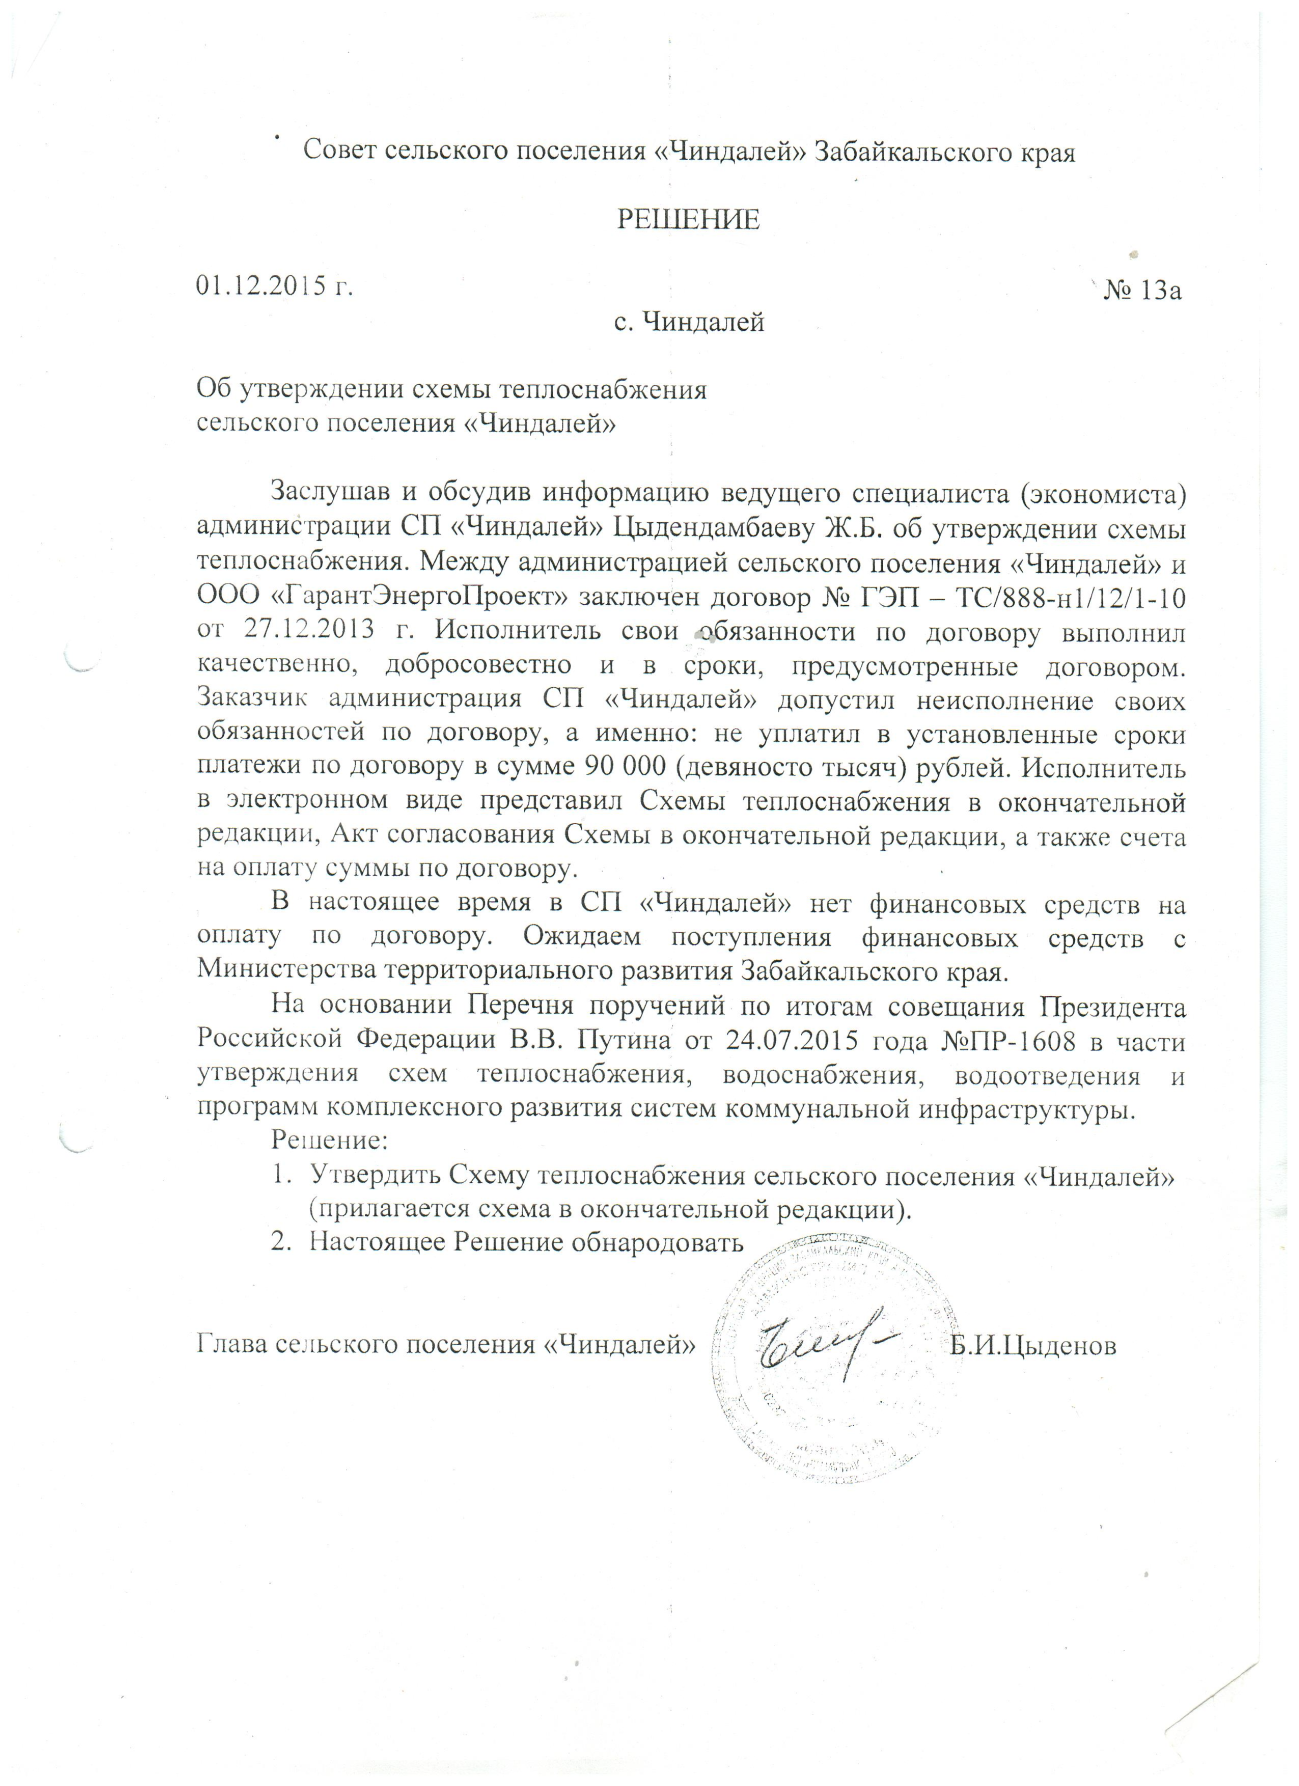 Совет сельского поселения «Чиндалей» Забайкальского края
РЕШЕНИЕ
01.12.2015 г. № 13а
с. Чиндалей
Об утверждении схемы теплоснабжения
сельского поселения «Чиндалей»
Заслушав и обсудив информацию ведущего специалиста (экономиста)
администрации СП «Чиндалей» Цыдендамбаеву Ж.Б. об утверждении схемы
теплоснабжения. Между администрацией сельского поселения «Чиндалей» и
ООО «ГарантЭнергоПроект» заключен договор № ГЭП – ТС/888-н1/12/1-10
от 27.12.2013 г. Исполнитель свои обязанности по договору выполнил
качественно, добросовестно и в сроки, предусмотренные договором.
Заказчик администрация СП «Чиндалей» допустил неисполнение своих
обязанностей по договору, а именно: не уплатил в установленные сроки
платежи по договору в сумме 90 000 (девяносто тысяч) рублей. Исполнитель
в электронном виде представил Схемы теплоснабжения в окончательной
редакции, Акт согласования Схемы в окончательной редакции, а также счета
на оплату суммы по договору.
В настоящее время в СП «Чиндалей» нет финансовых средств на
оплату по договору. Ожидаем поступления финансовых средств с
Министерства территориального развития Забайкальского края.
На основании Перечня поручений по итогам совещания Президента
Российской Федерации В.В. Путина от 24.07.2015 года №ПР-1608 в части
утверждения схем теплоснабжения, водоснабжения, водоотведения и
программ комплексного развития систем коммунальной инфраструктуры.
Решение:
1. Утвердить Схему теплоснабжения сельского поселения «Чиндалей»
(прилагается схема в окончательной редакции).
2. Настоящее Решение обнародовать
Глава сельского поселения «Чиндалей» Б.И.Цыденов